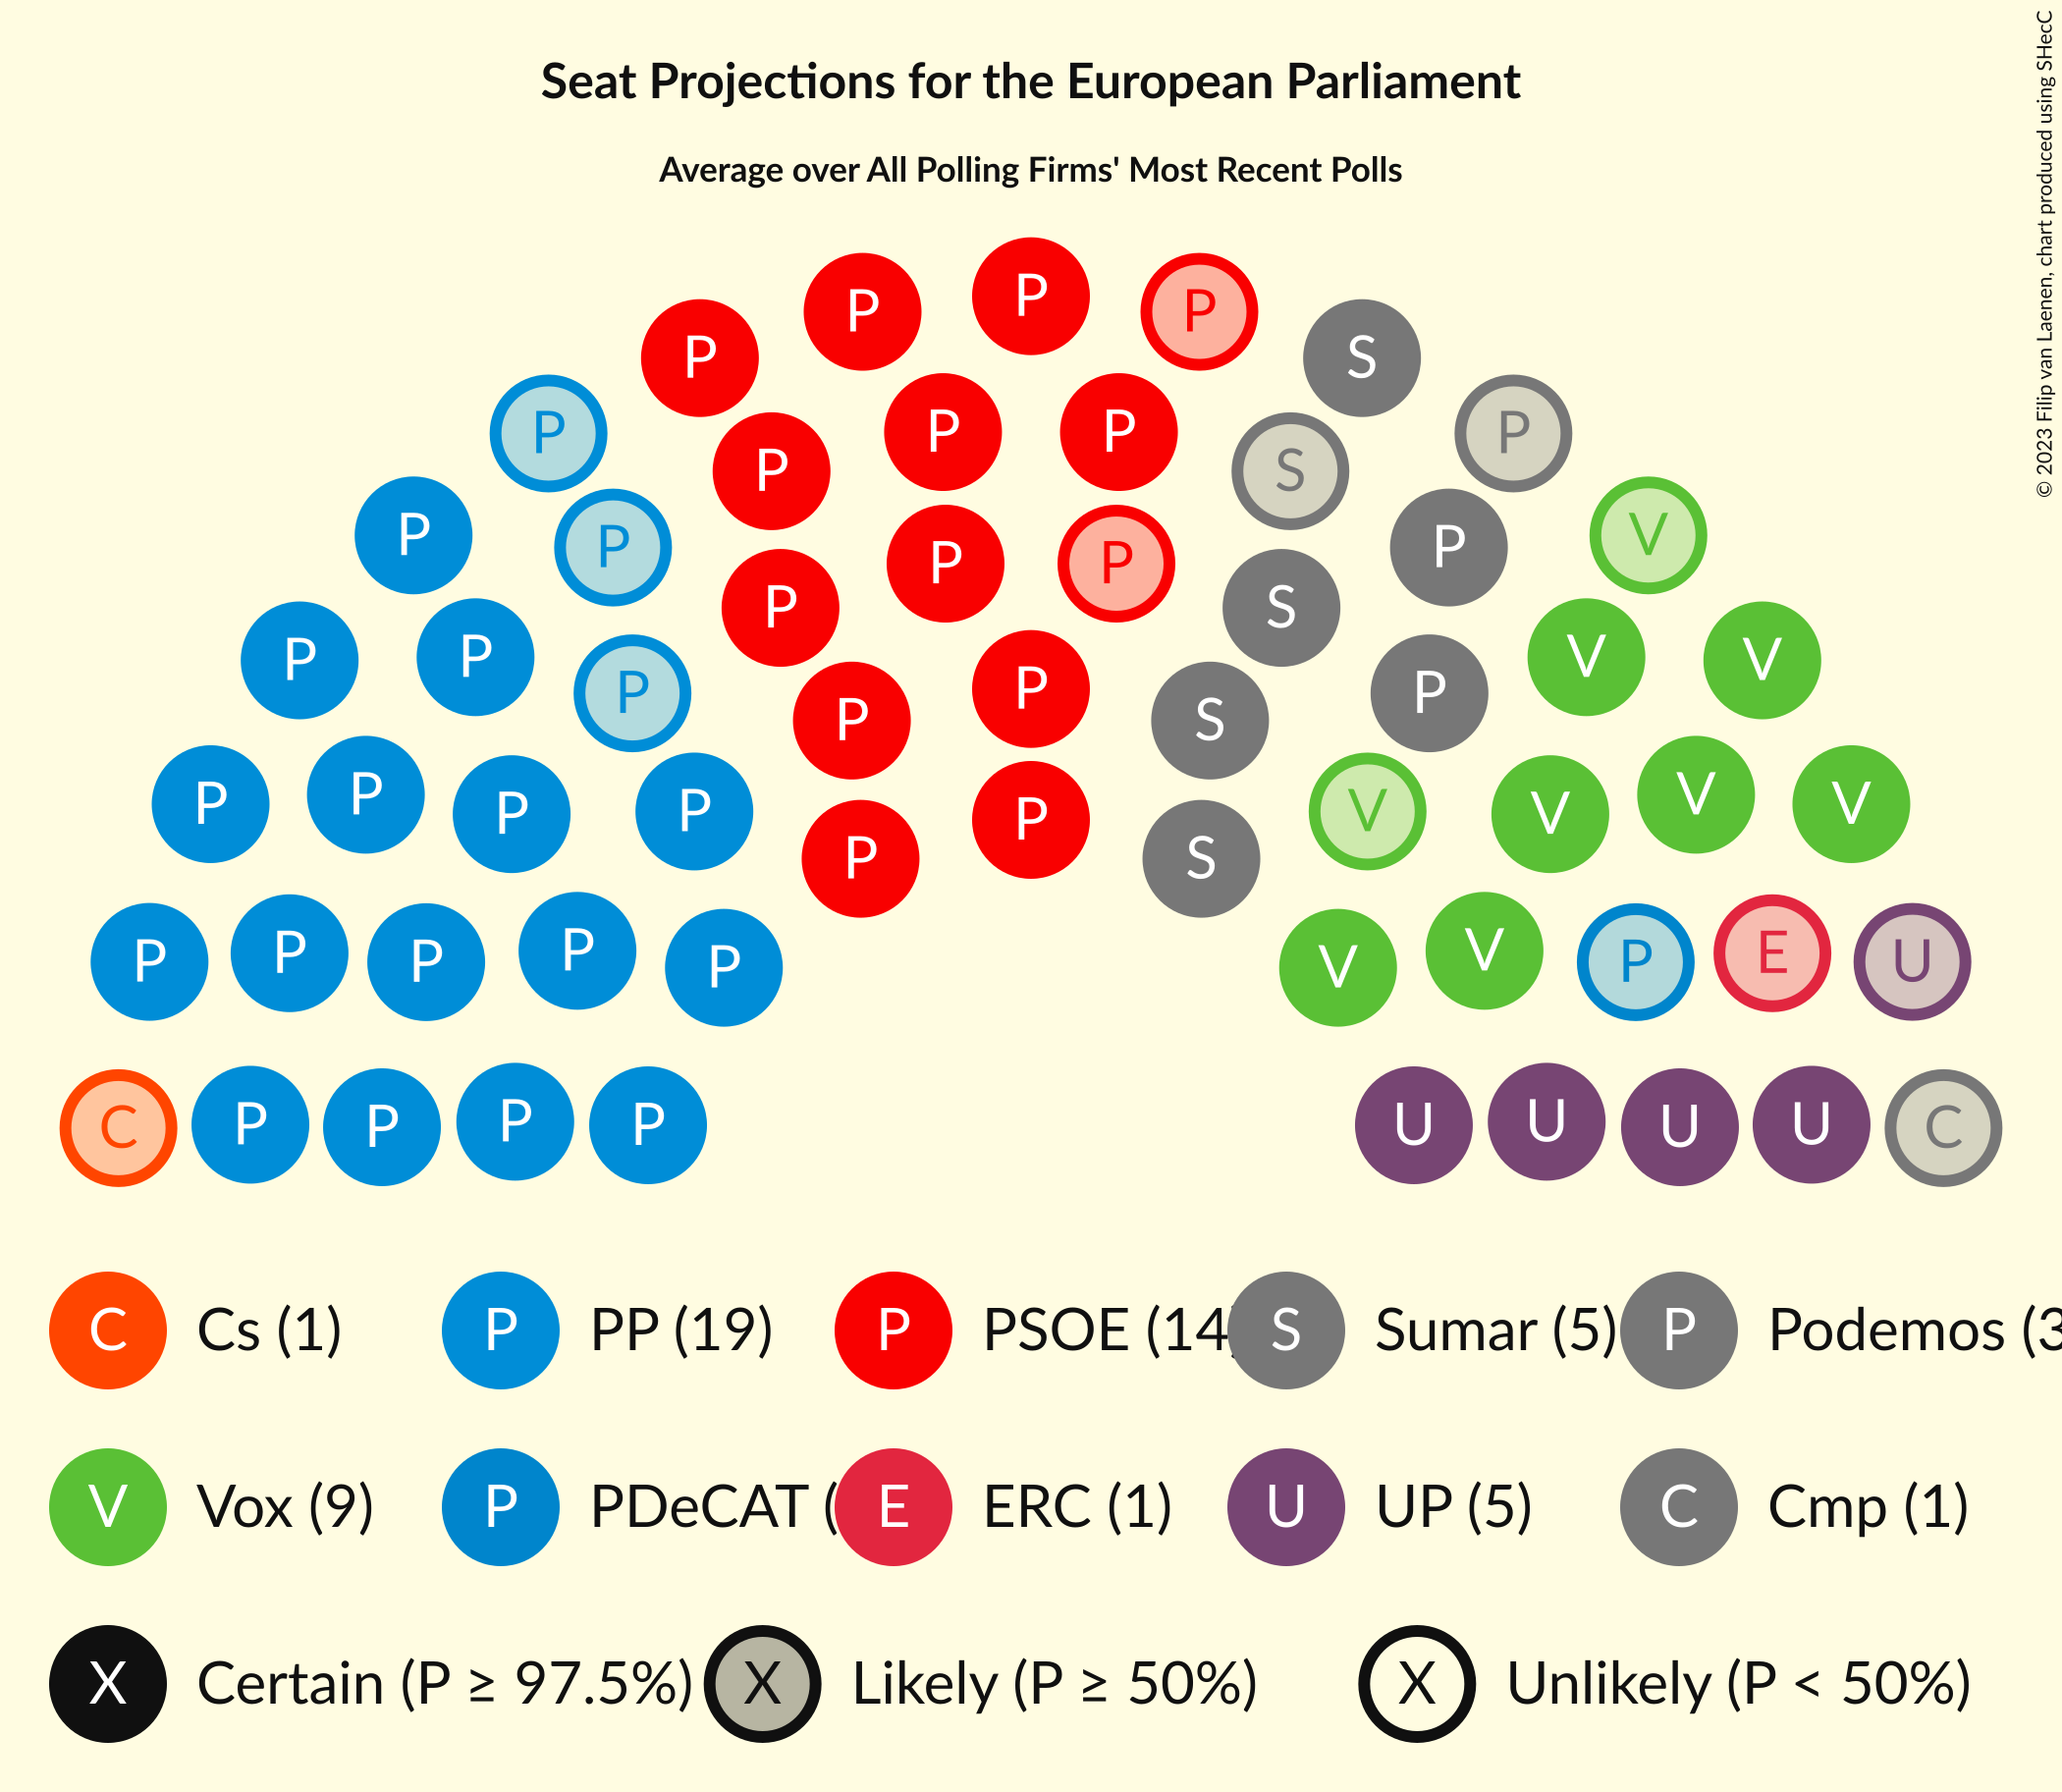 Seat Projections for the European Parliament
Average over All Polling Firms' Most Recent Polls
© 2023 Filip van Laenen, chart produced using SHecC
P
P P
P S
P P
P P
P S P
P V
P P
P P
P S
P P V V
P P
P S
P
P P P P V V V V
P P S
P P P P P V V P E U
C P P P P U U U U C
C Cs (1) P PP (19) P PSOE (14 S Sumar (5) P Podemos (3
V Vox (9) P PDeCAT ( E ERC (1) U UP (5) C Cmp (1)
X Certain (P ≥ 97.5%) X Likely (P ≥ 50%) X Unlikely (P < 50%)